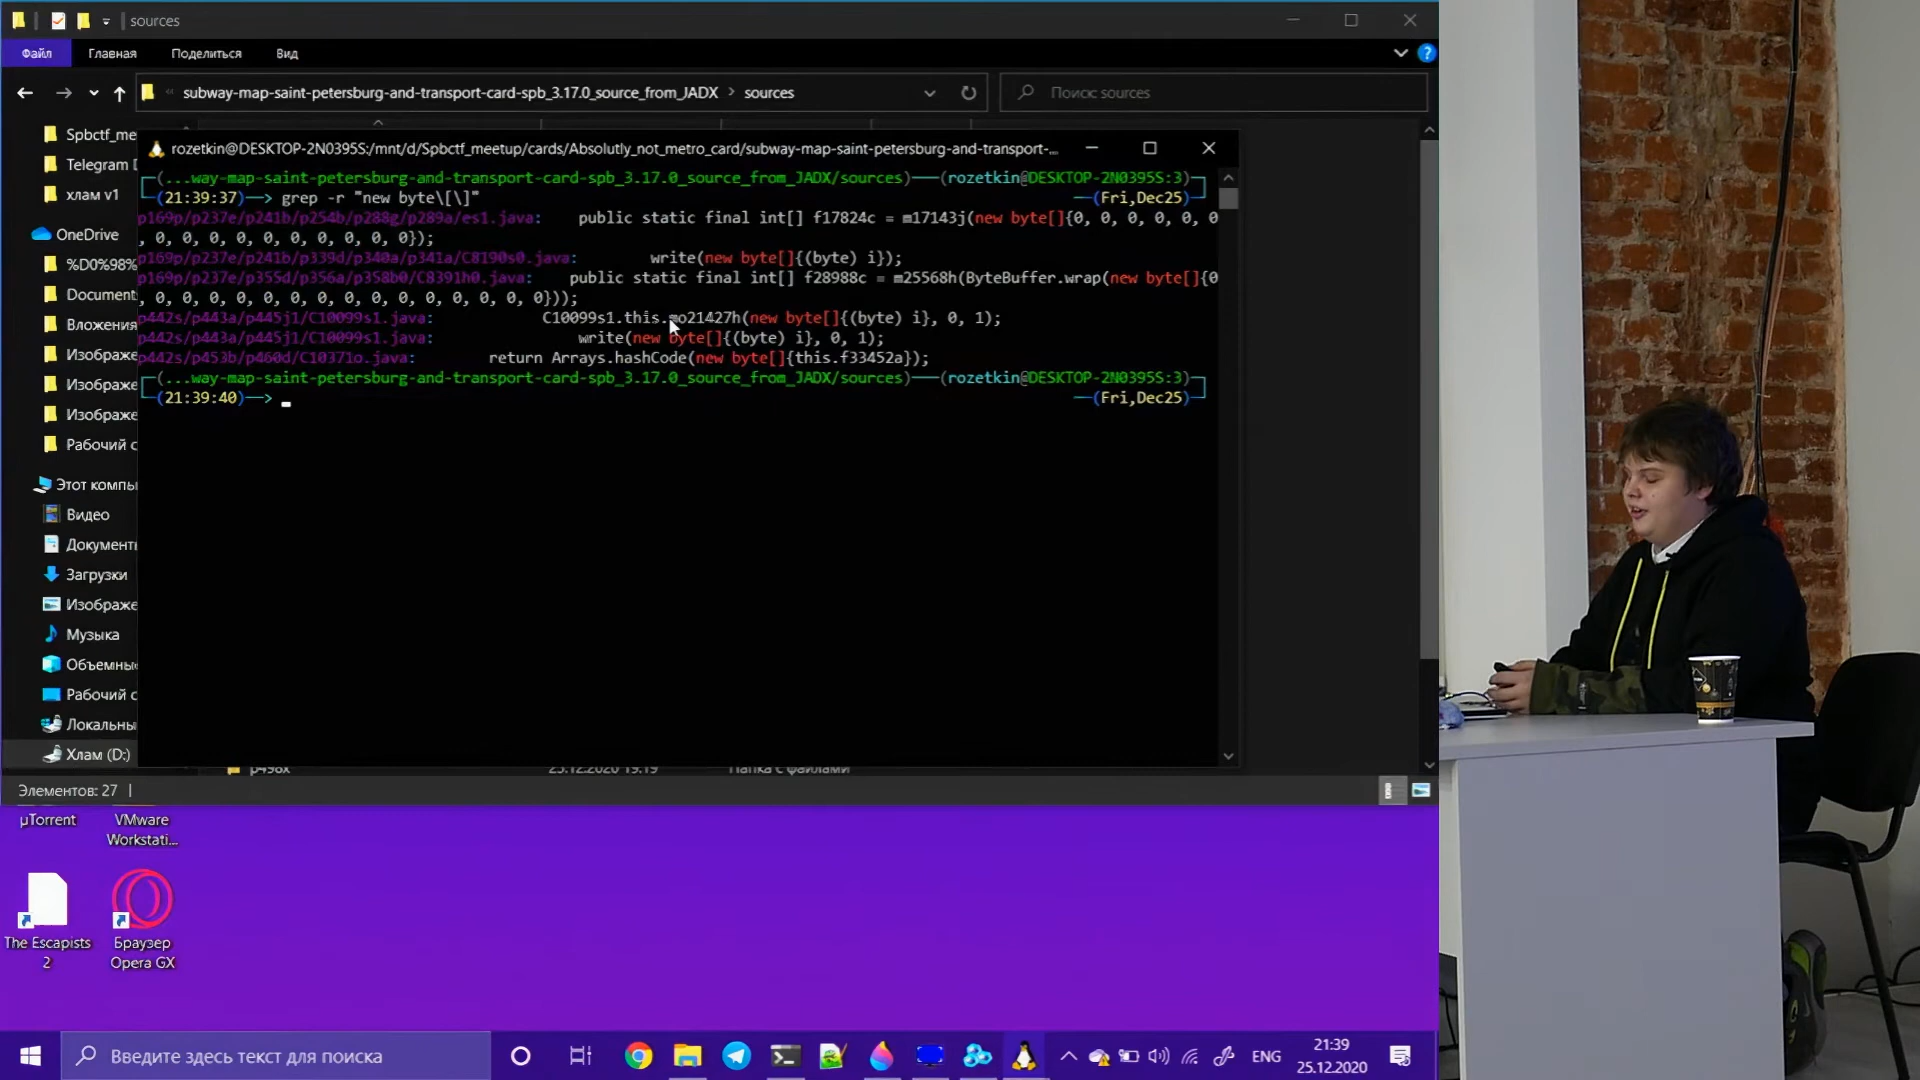 sources
Файл
Главная
Поделиться
Вид
subway-map-saint-petersburg-and-transport-card-spb_3.17.0_source_from_JADX > sources
Поиск: sources
Spbctf_me
Telegram D
хлам v1
OneDrive
%D0%98%
Document
Вложения
Изображе
Изображе
Изображе
Рабочий с
Этот компь
Видео
Документ
Загрузки
Изображе
Музыка
Объемны
Рабочий с
Локальны
Хлам (D:)
rozetkin@DESKTOP-2N0395S:/mnt/d/Spbctf_meetup/cards/Absolutly_not_metro_card/subway-map-saint-petersburg-and-transport-...
(...way-map-saint-petersburg-and-transport-card-spb_3.17.0_source_from_JADX/sources)——(rozetkin@DESKTOP-2N0395S:3)
(21:39:37)—> grep -r "new byte\[\]" —(Fri,Dec25)
p169p/p237e/p241b/p254b/p288g/p289a/es1.java: public static final int[] f17824c = m17143j(new byte[]{0, 0, 0, 0, 0, 0
, 0, 0, 0, 0, 0, 0, 0, 0, 0, 0});
p169p/p237e/p241b/p339d/p340a/p341a/C8190s0.java: write(new byte[]{(byte) i});
p169p/p237e/p355d/p356a/p358b0/C8391h0.java: public static final int[] f28988c = m25568h(ByteBuffer.wrap(new byte[]{0
, 0, 0, 0, 0, 0, 0, 0, 0, 0, 0, 0, 0, 0, 0, 0}));
p442s/p443a/p445j1/C10099s1.java: C10099s1.this.mo21427h(new byte[]{(byte) i}, 0, 1);
p442s/p443a/p445j1/C10099s1.java: write(new byte[]{(byte) i}, 0, 1);
p442s/p453b/p460d/C10371o.java: return Arrays.hashCode(new byte[]{this.f33452a});
(...way-map-saint-petersburg-and-transport-card-spb_3.17.0_source_from_JADX/sources)——(rozetkin@DESKTOP-2N0395S:3)
(21:39:40)—> —(Fri,Dec25)
p498x 25.12.2020 19:19 Папка с файлами
Элементов: 27
µTorrent
VMware
Workstati...
The Escapists
2
Браузер
Opera GX
Введите здесь текст для поиска
ENG
21:39
25.12.2020